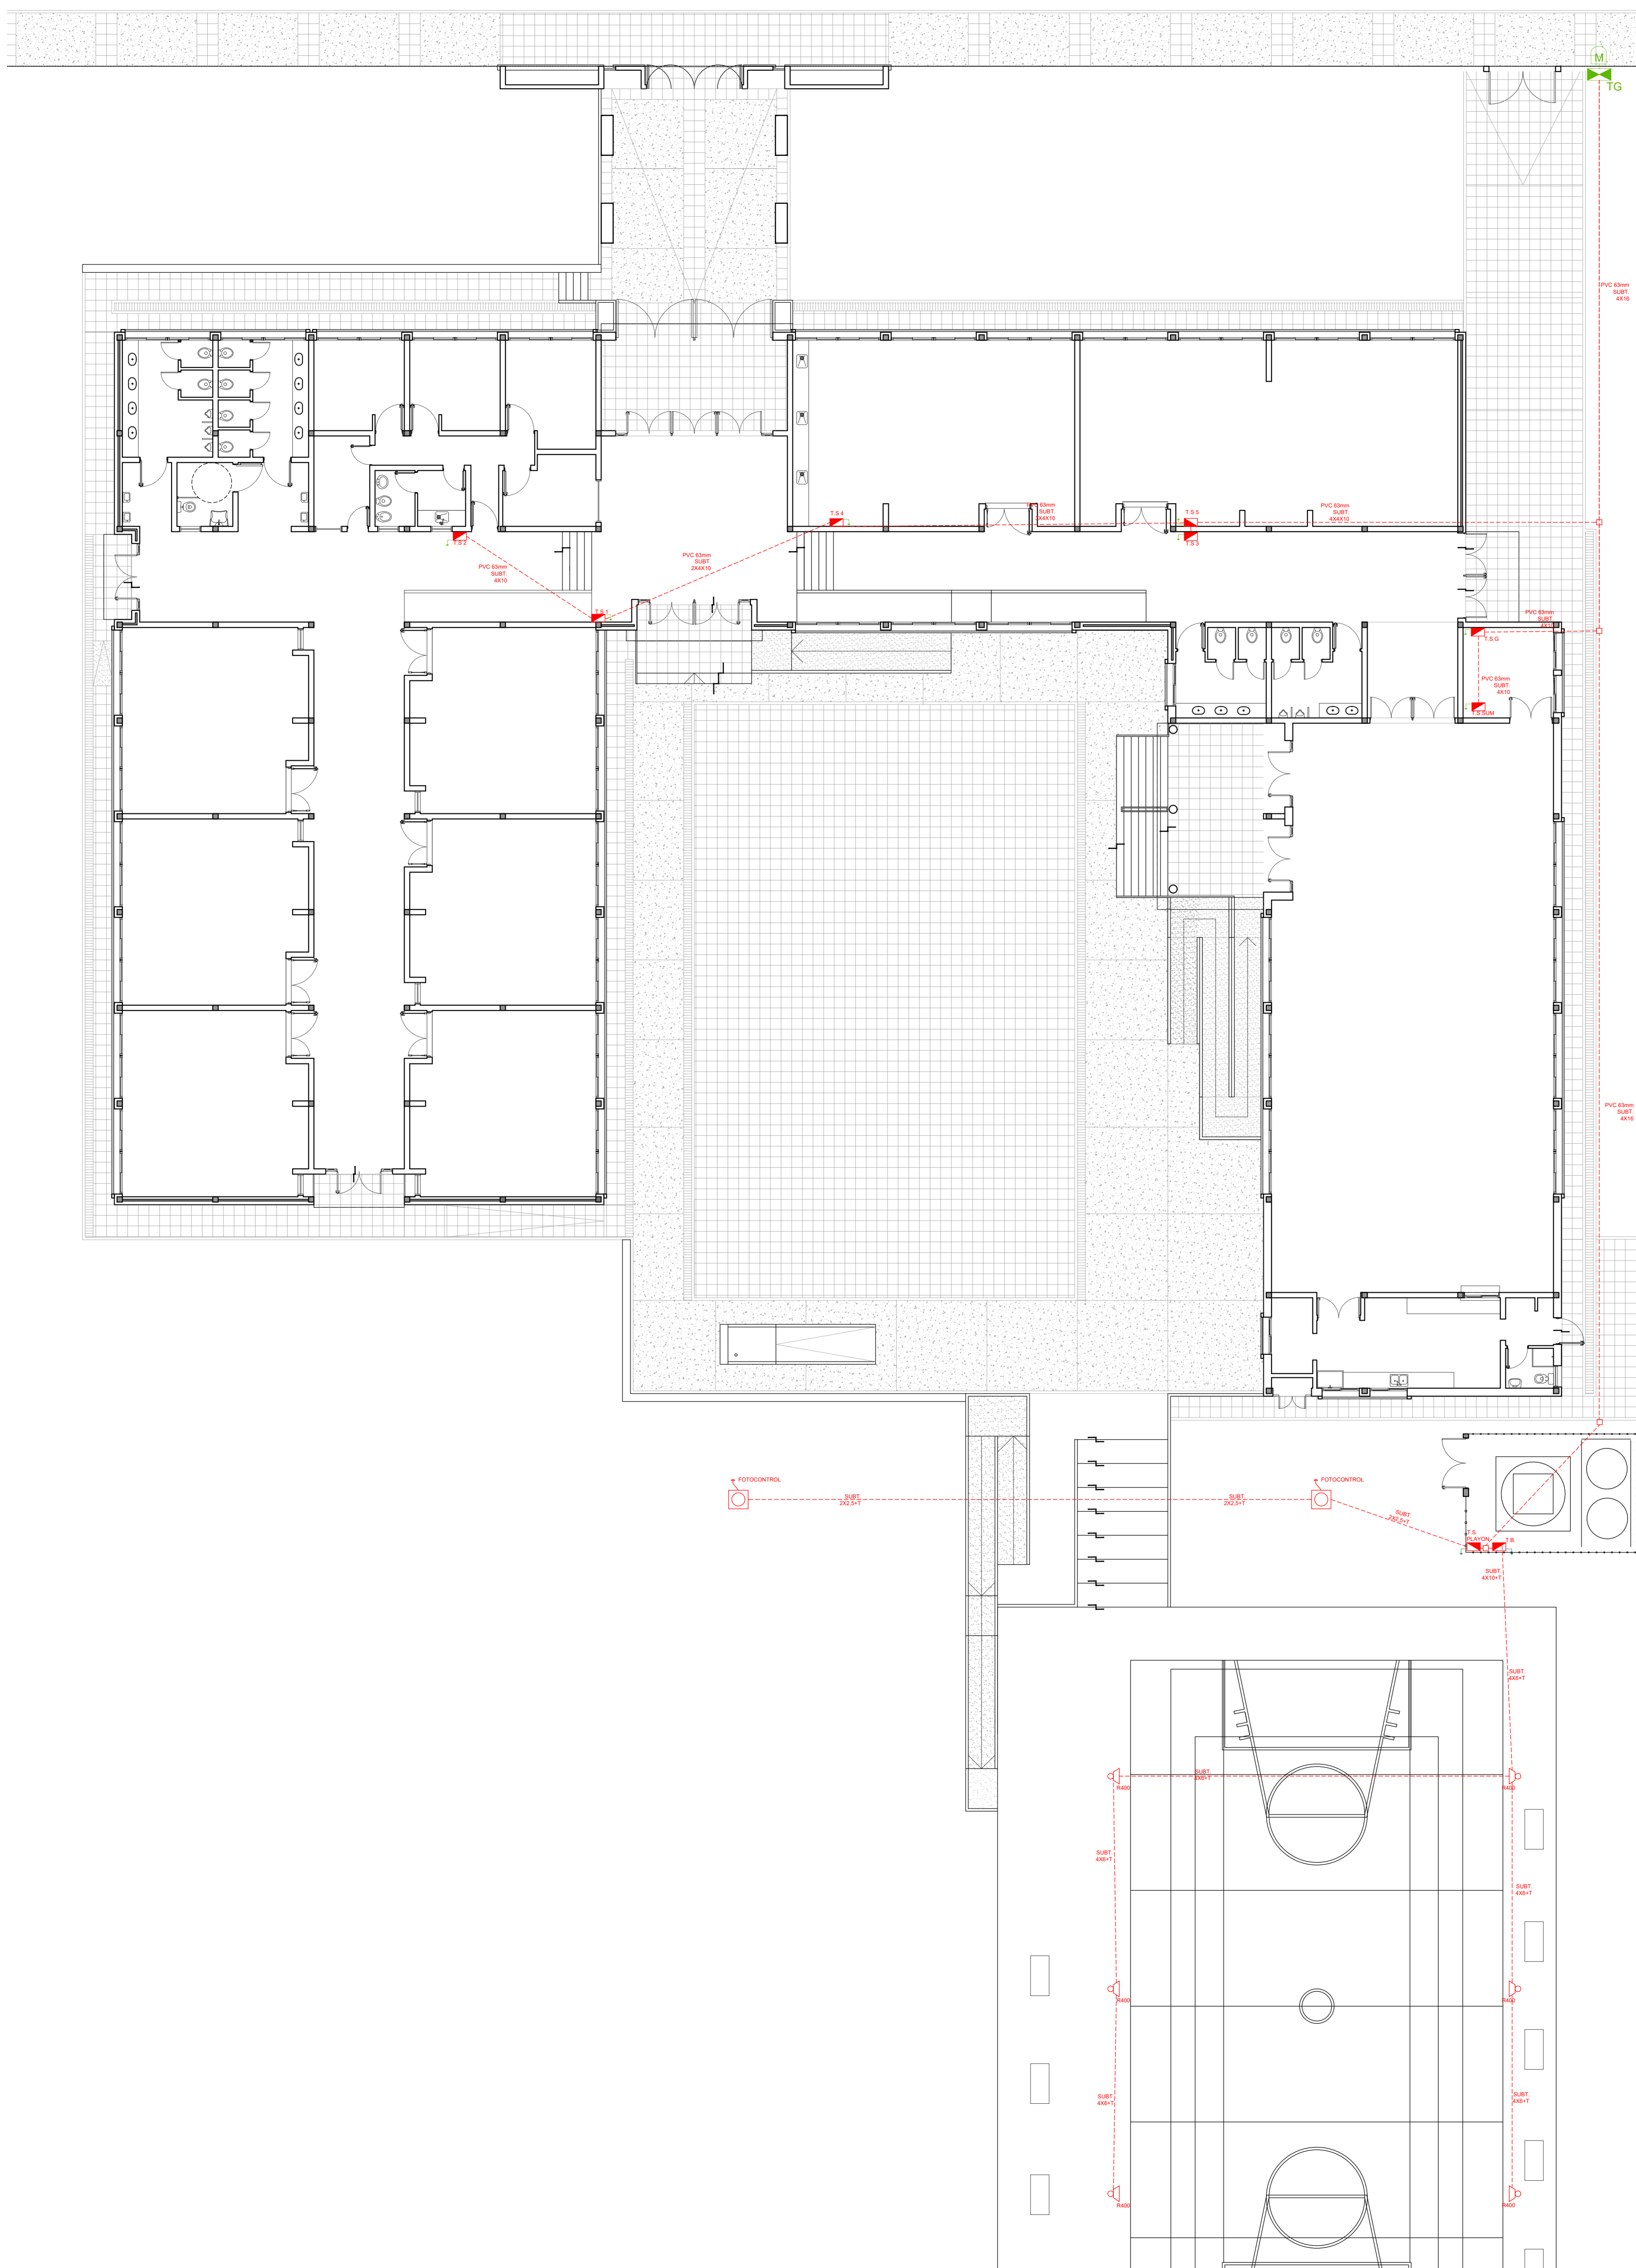 M
TG
PVC 63mm
SUBT.
4X16
T.S.4
PVC 63mm
SUBT.
2X4X10
T.S 5
PVC 63mm
SUBT.
4X4X10
T.S 2
T.S 3
PVC 63mm
SUBT.
4X10
PVC 63mm
SUBT.
2X4X10
T.S.1
PVC 63mm
SUBT.
4X10
T.S.G
PVC 63mm
SUBT.
4X10
T.S.SUM
PVC 63mm
SUBT.
4X16
FOTOCONTROL
SUBT.
2X2,5+T
SUBT.
2X2,5+T
FOTOCONTROL
SUBT.
2X2,5+T
T.S.
PLAYON
T.B.
SUBT.
4X10+T
SUBT.
4X6+T
SUBT.
4X6+T
R400
R400
SUBT.
4X6+T
SUBT.
4X6+T
R400
R400
SUBT.
4X6+T
SUBT.
4X6+T
R400
R400